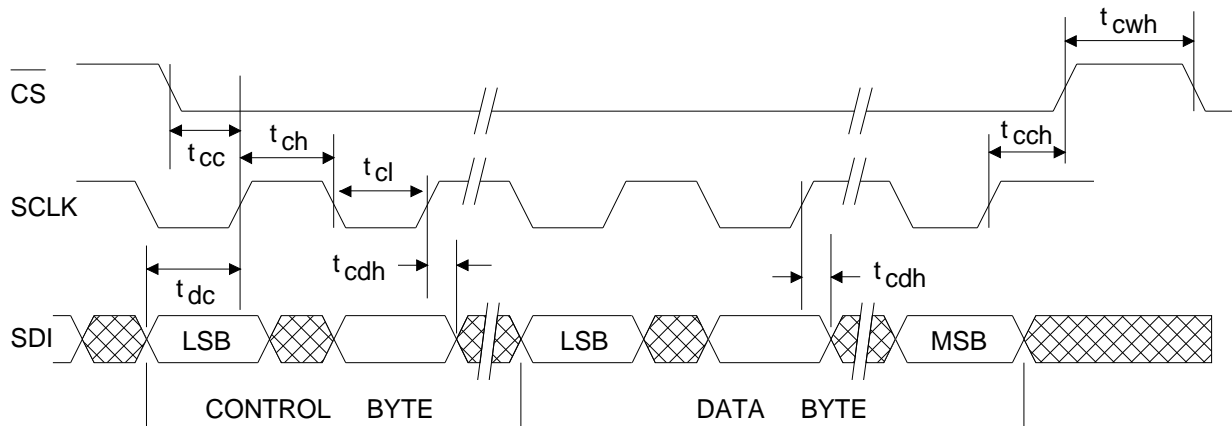 t cwh
CS
t cc
t ch
t cl
t cch
SCLK
t dc
t cdh
t cdh
SDI
LSB
LSB
MSB
CONTROL BYTE
DATA BYTE